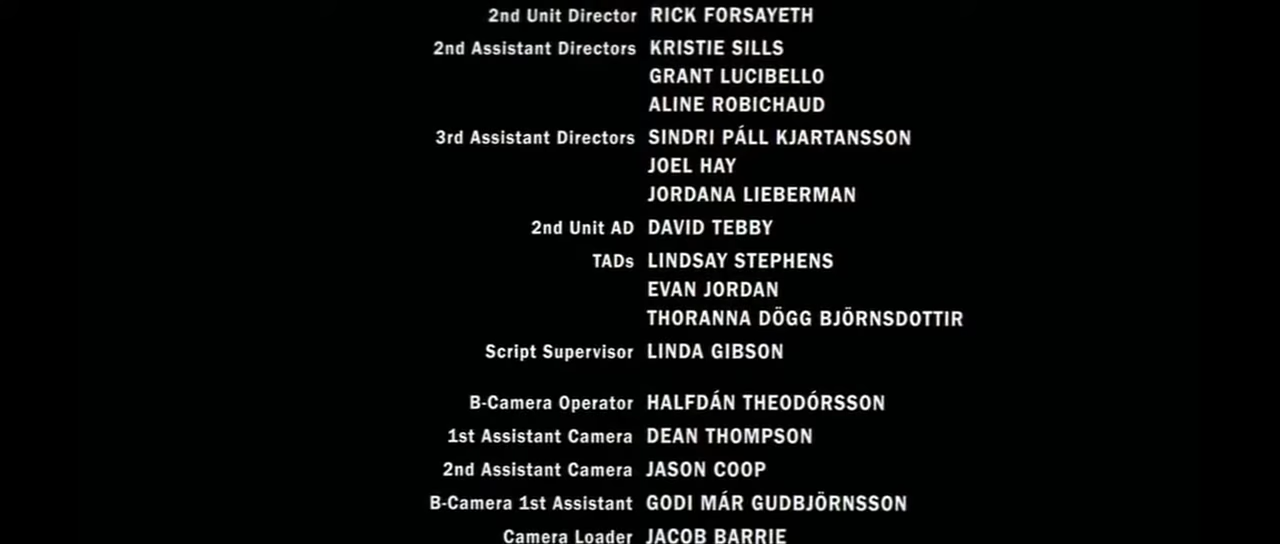 2nd Unit Director RICK FORSAYETH
2nd Assistant Directors KRISTIE SILLS
GRANT LUCIBELLO
ALINE ROBICHAUD
3rd Assistant Directors SINDRI PÁLL KJARTANSSON
JOEL HAY
JORDANA LIEBERMAN
2nd Unit AD DAVID TEBBY
TADs LINDSAY STEPHENS
EVAN JORDAN
THORANNA DÖGG BJÖRNSDOTTIR
Script Supervisor LINDA GIBSON
B-Camera Operator HALFDÁN THEODÓRSSON
1st Assistant Camera DEAN THOMPSON
2nd Assistant Camera JASON COOP
B-Camera 1st Assistant GODI MÁR GUDBJÖRNSSON
Camera Loader JACOB BARRIE